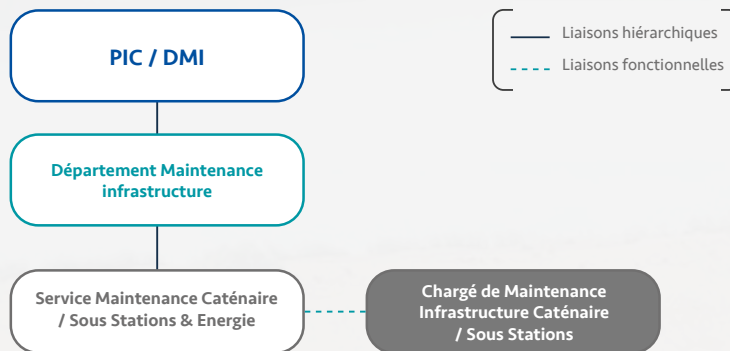 PIC / DMI
Liaisons hiérarchiques
Liaisons fonctionnelles
Département Maintenance
infrastructure
Service Maintenance Caténaire
/ Sous Stations & Energie
Chargé de Maintenance
Infrastructure Caténaire
/ Sous Stations